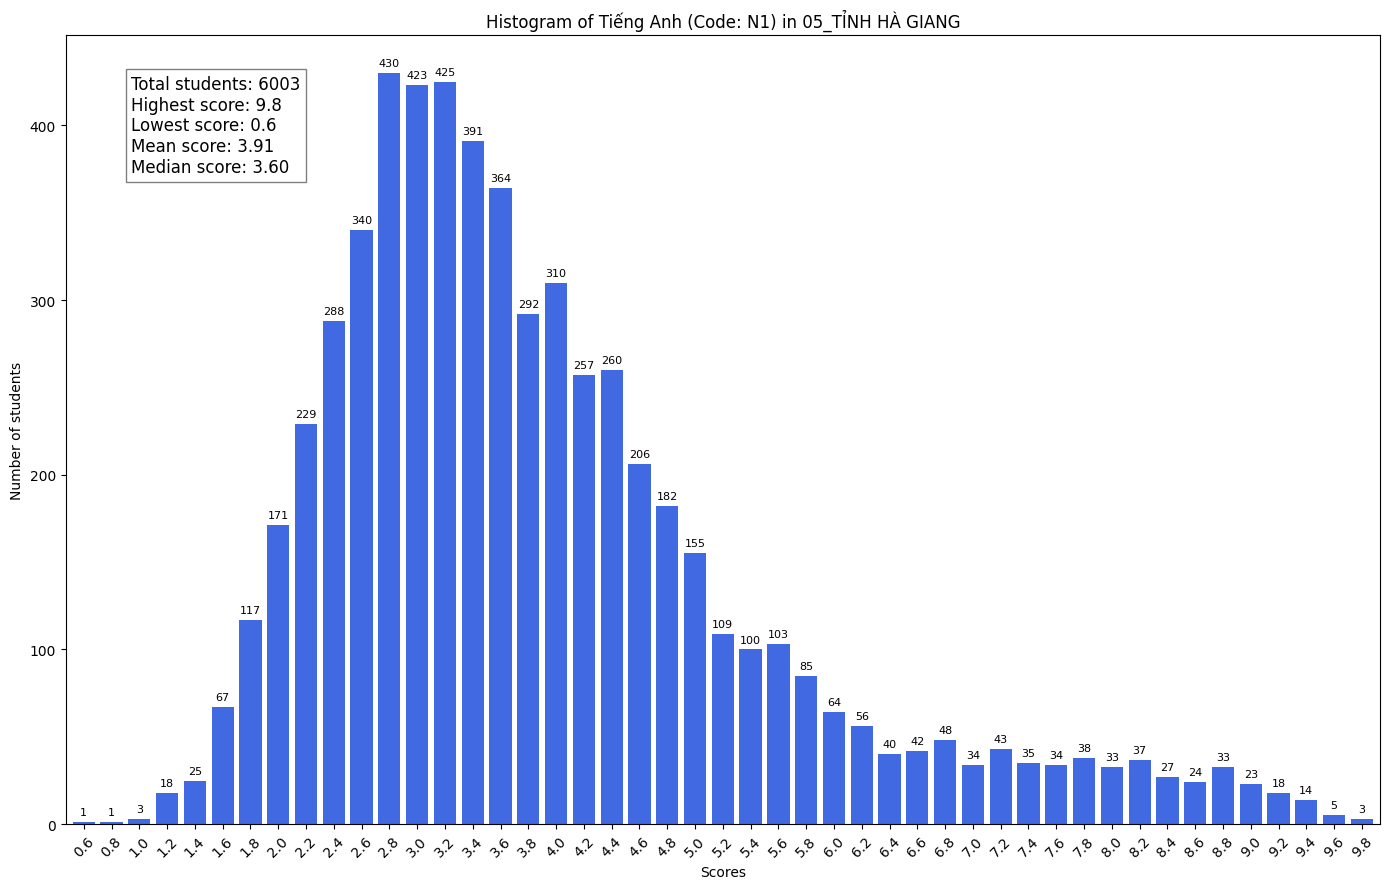 Histogram of Tiếng Anh (Code: N1) in 05_TỈNH HÀ GIANG
Total students: 6003
Highest score: 9.8
Lowest score: 0.6
Mean score: 3.91
Median score: 3.60
Number of students
400
300
200
100
0
1 1 3 18 25 67 117 171 229 288 340 430 423 425 391 364 292 310 257 260 206 182 155 109 100 103 85 64 56 40 42 48 34 43 35 34 38 33 37 27 24 33 23 18 14 5 3
0.6 0.8 1.0 1.2 1.4 1.6 1.8 2.0 2.2 2.4 2.6 2.8 3.0 3.2 3.4 3.6 3.8 4.0 4.2 4.4 4.6 4.8 5.0 5.2 5.4 5.6 5.8 6.0 6.2 6.4 6.6 6.8 7.0 7.2 7.4 7.6 7.8 8.0 8.2 8.4 8.6 8.8 9.0 9.2 9.4 9.6 9.8
Scores